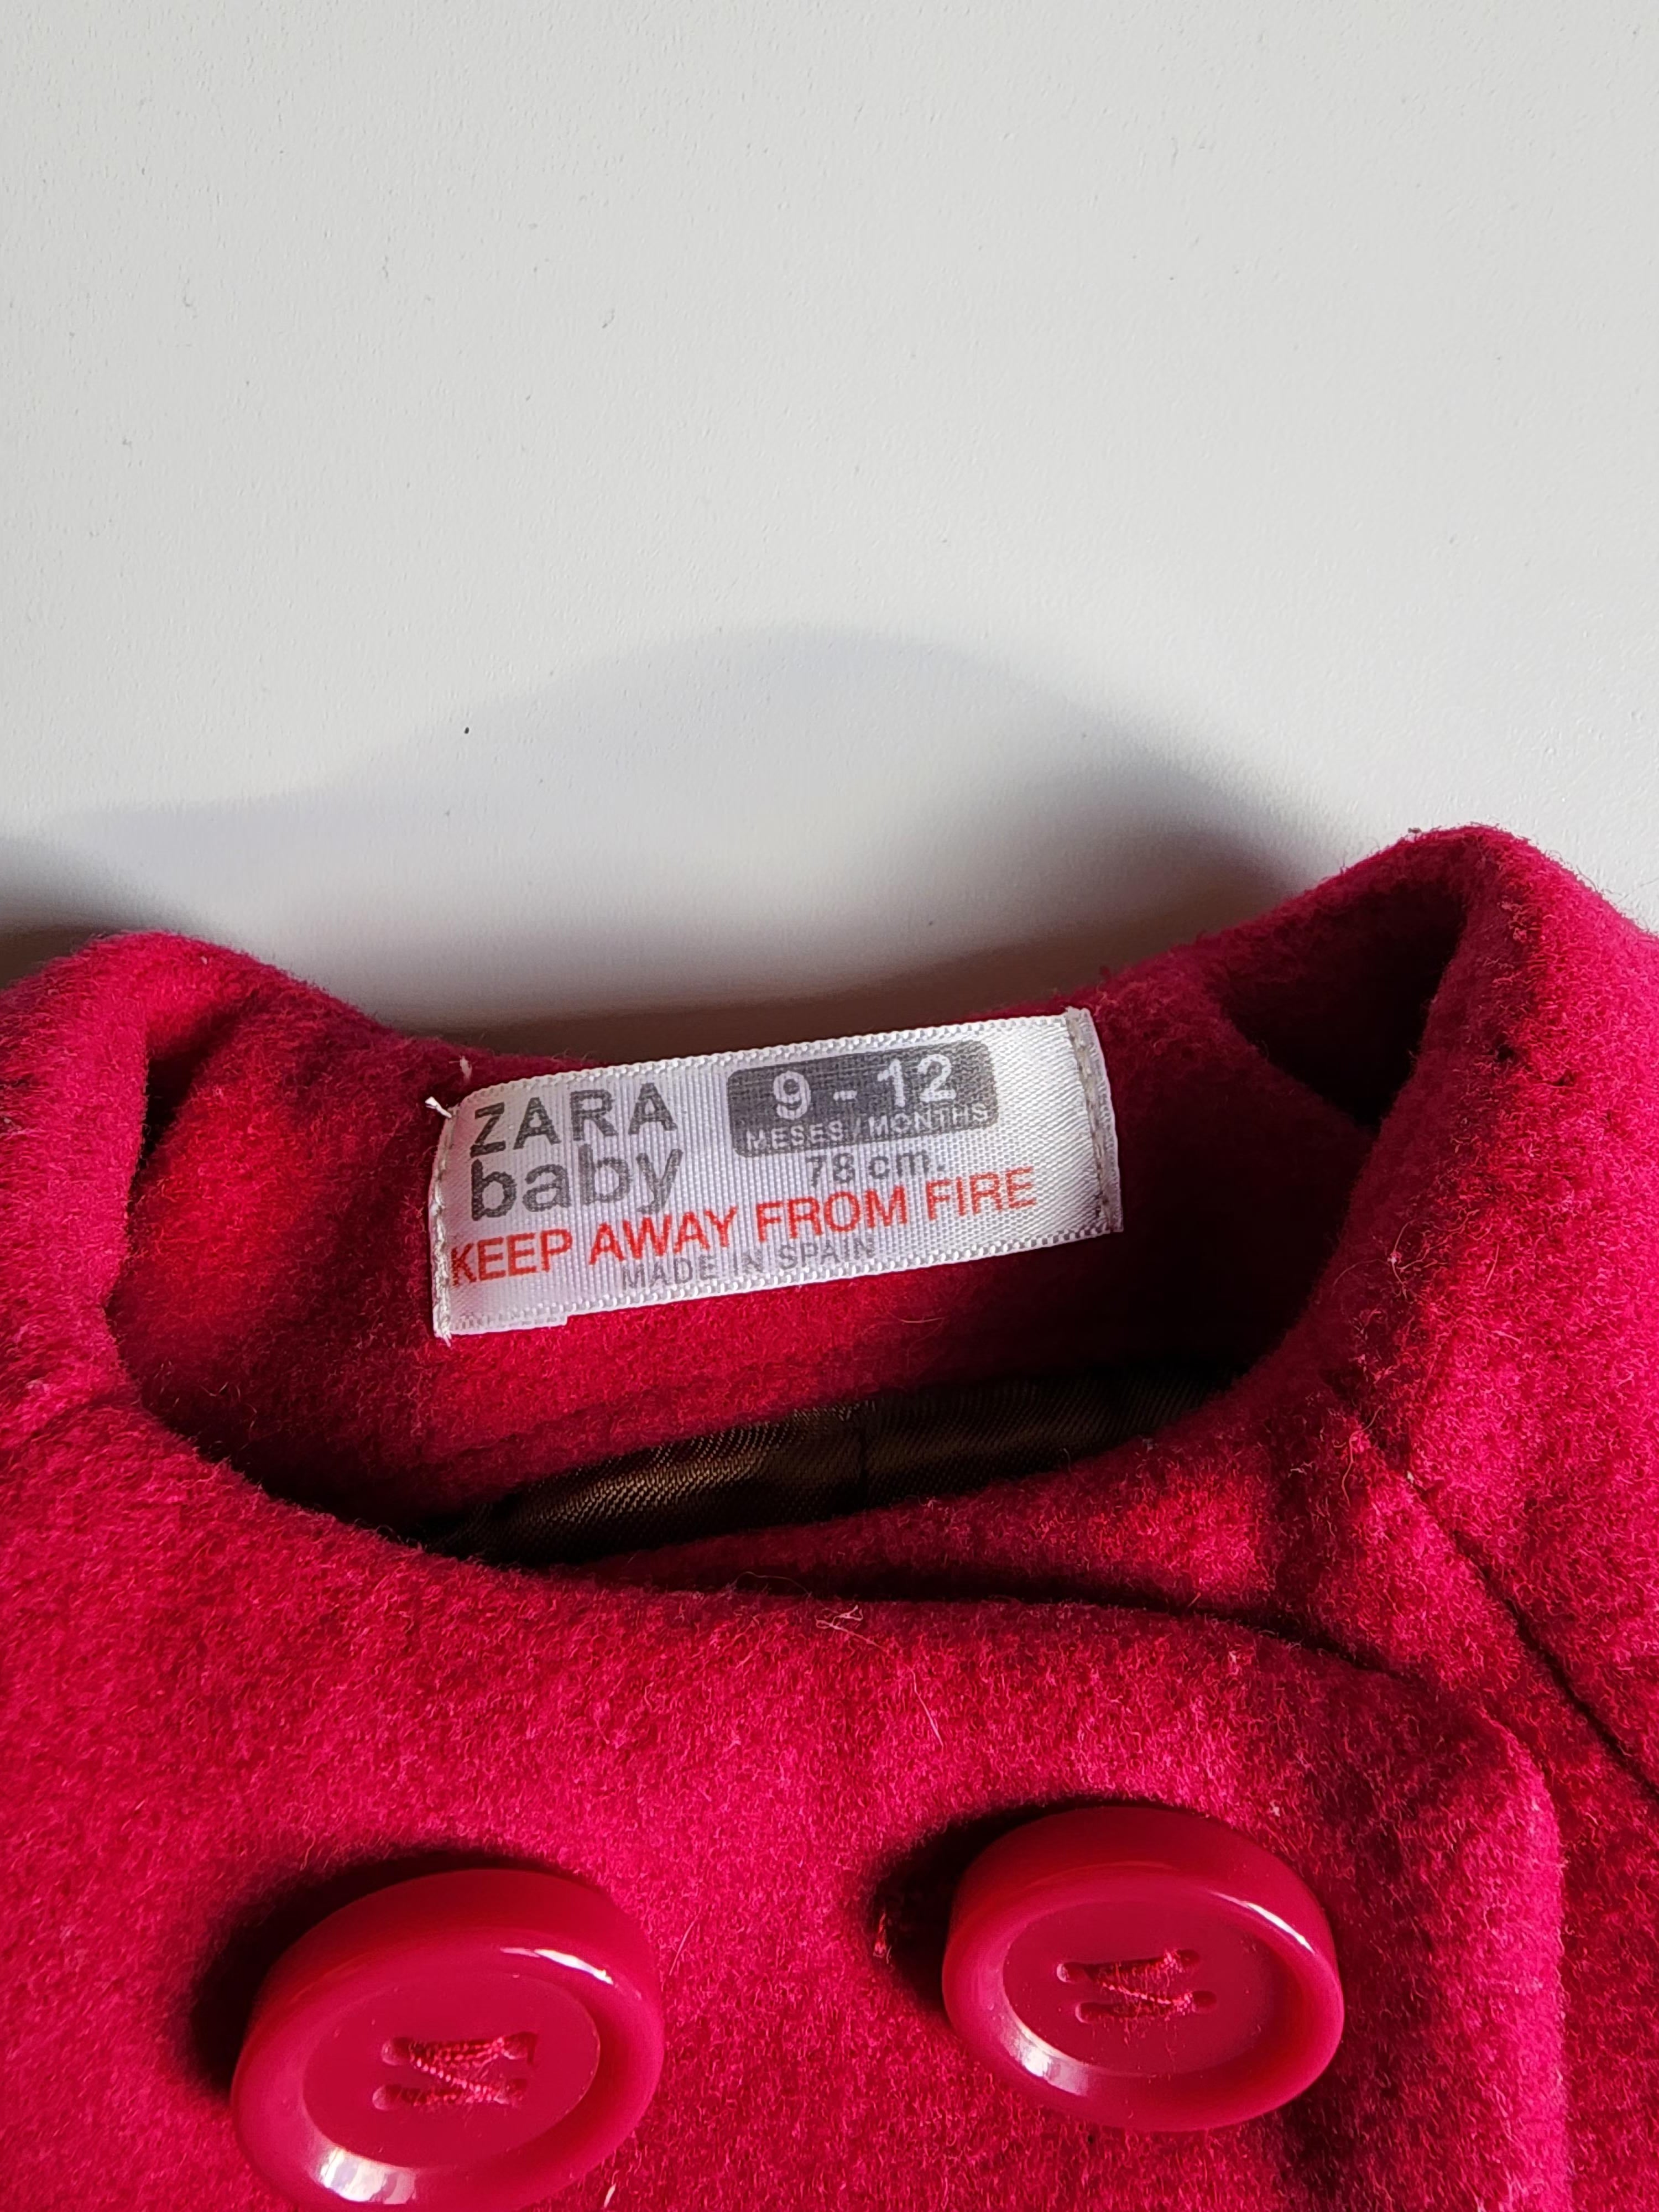 ZARA
baby
9 - 12
MESES / MONTHS
78 cm.
KEEP AWAY FROM FIRE
MADE IN SPAIN